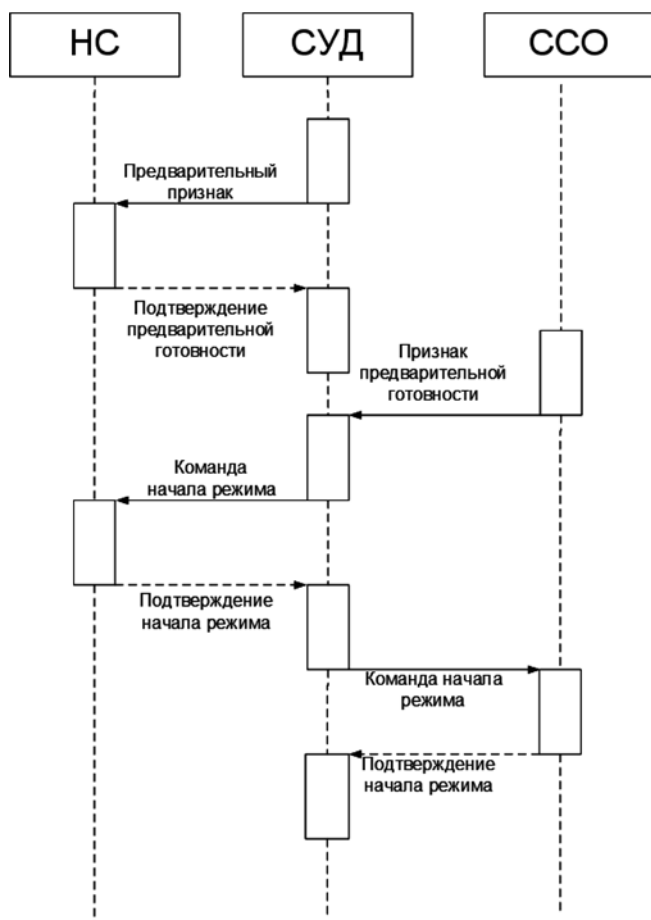 НС
СУД
ССО
Предварительный
признак
Подтверждение
предварительной
готовности
Признак
предварительной
готовности
Команда
начала режима
Подтверждение
начала режима
Команда начала
режима
Подтверждение
начала режима